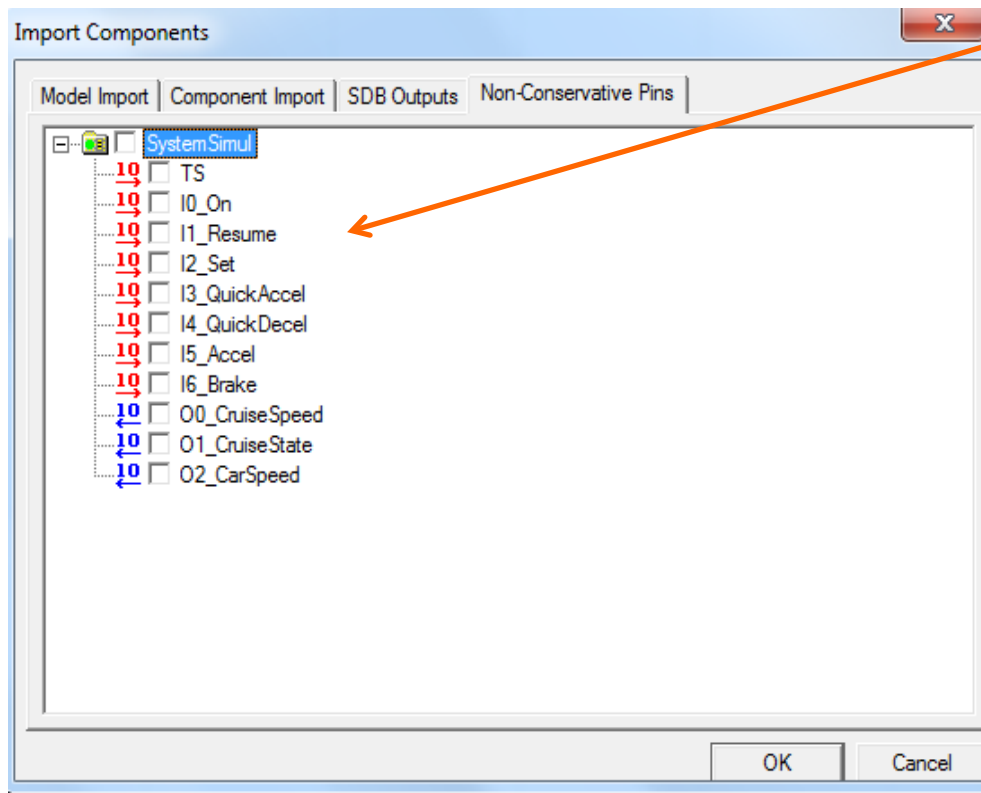 Import Components
Model Import Component Import SDB Outputs Non-Conservative Pins
SystemSimul
10 TS
10 I0_On
10 I1_Resume
10 I2_Set
10 I3_QuickAccel
10 I4_QuickDecel
10 I5_Accel
10 I6_Brake
10 O0_CruiseSpeed
10 O1_CruiseState
10 O2_CarSpeed
OK Cancel